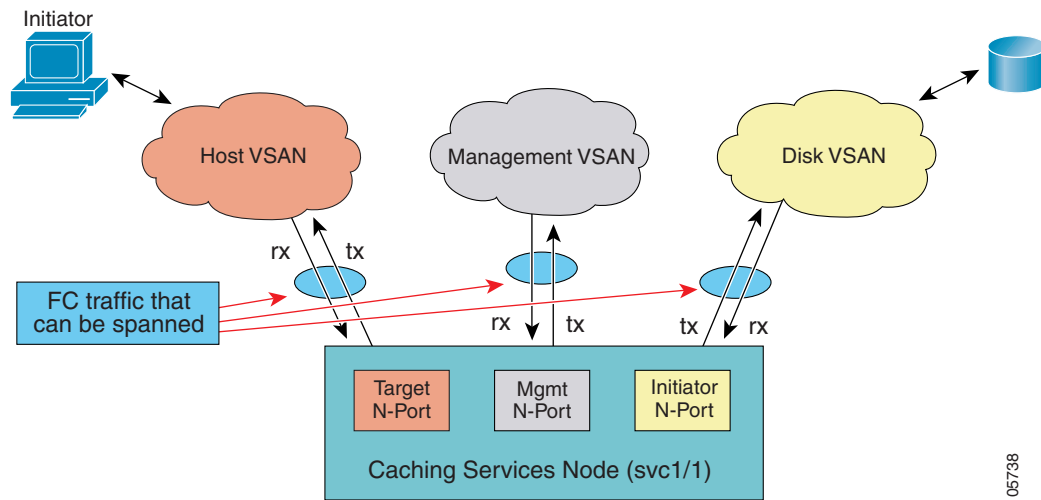 Initiator
Host VSAN
Management VSAN
Disk VSAN
rx
tx
FC traffic that
can be spanned
rx
tx
tx
rx
Target
N-Port
Mgmt
N-Port
Initiator
N-Port
Caching Services Node (svc1/1)
05738